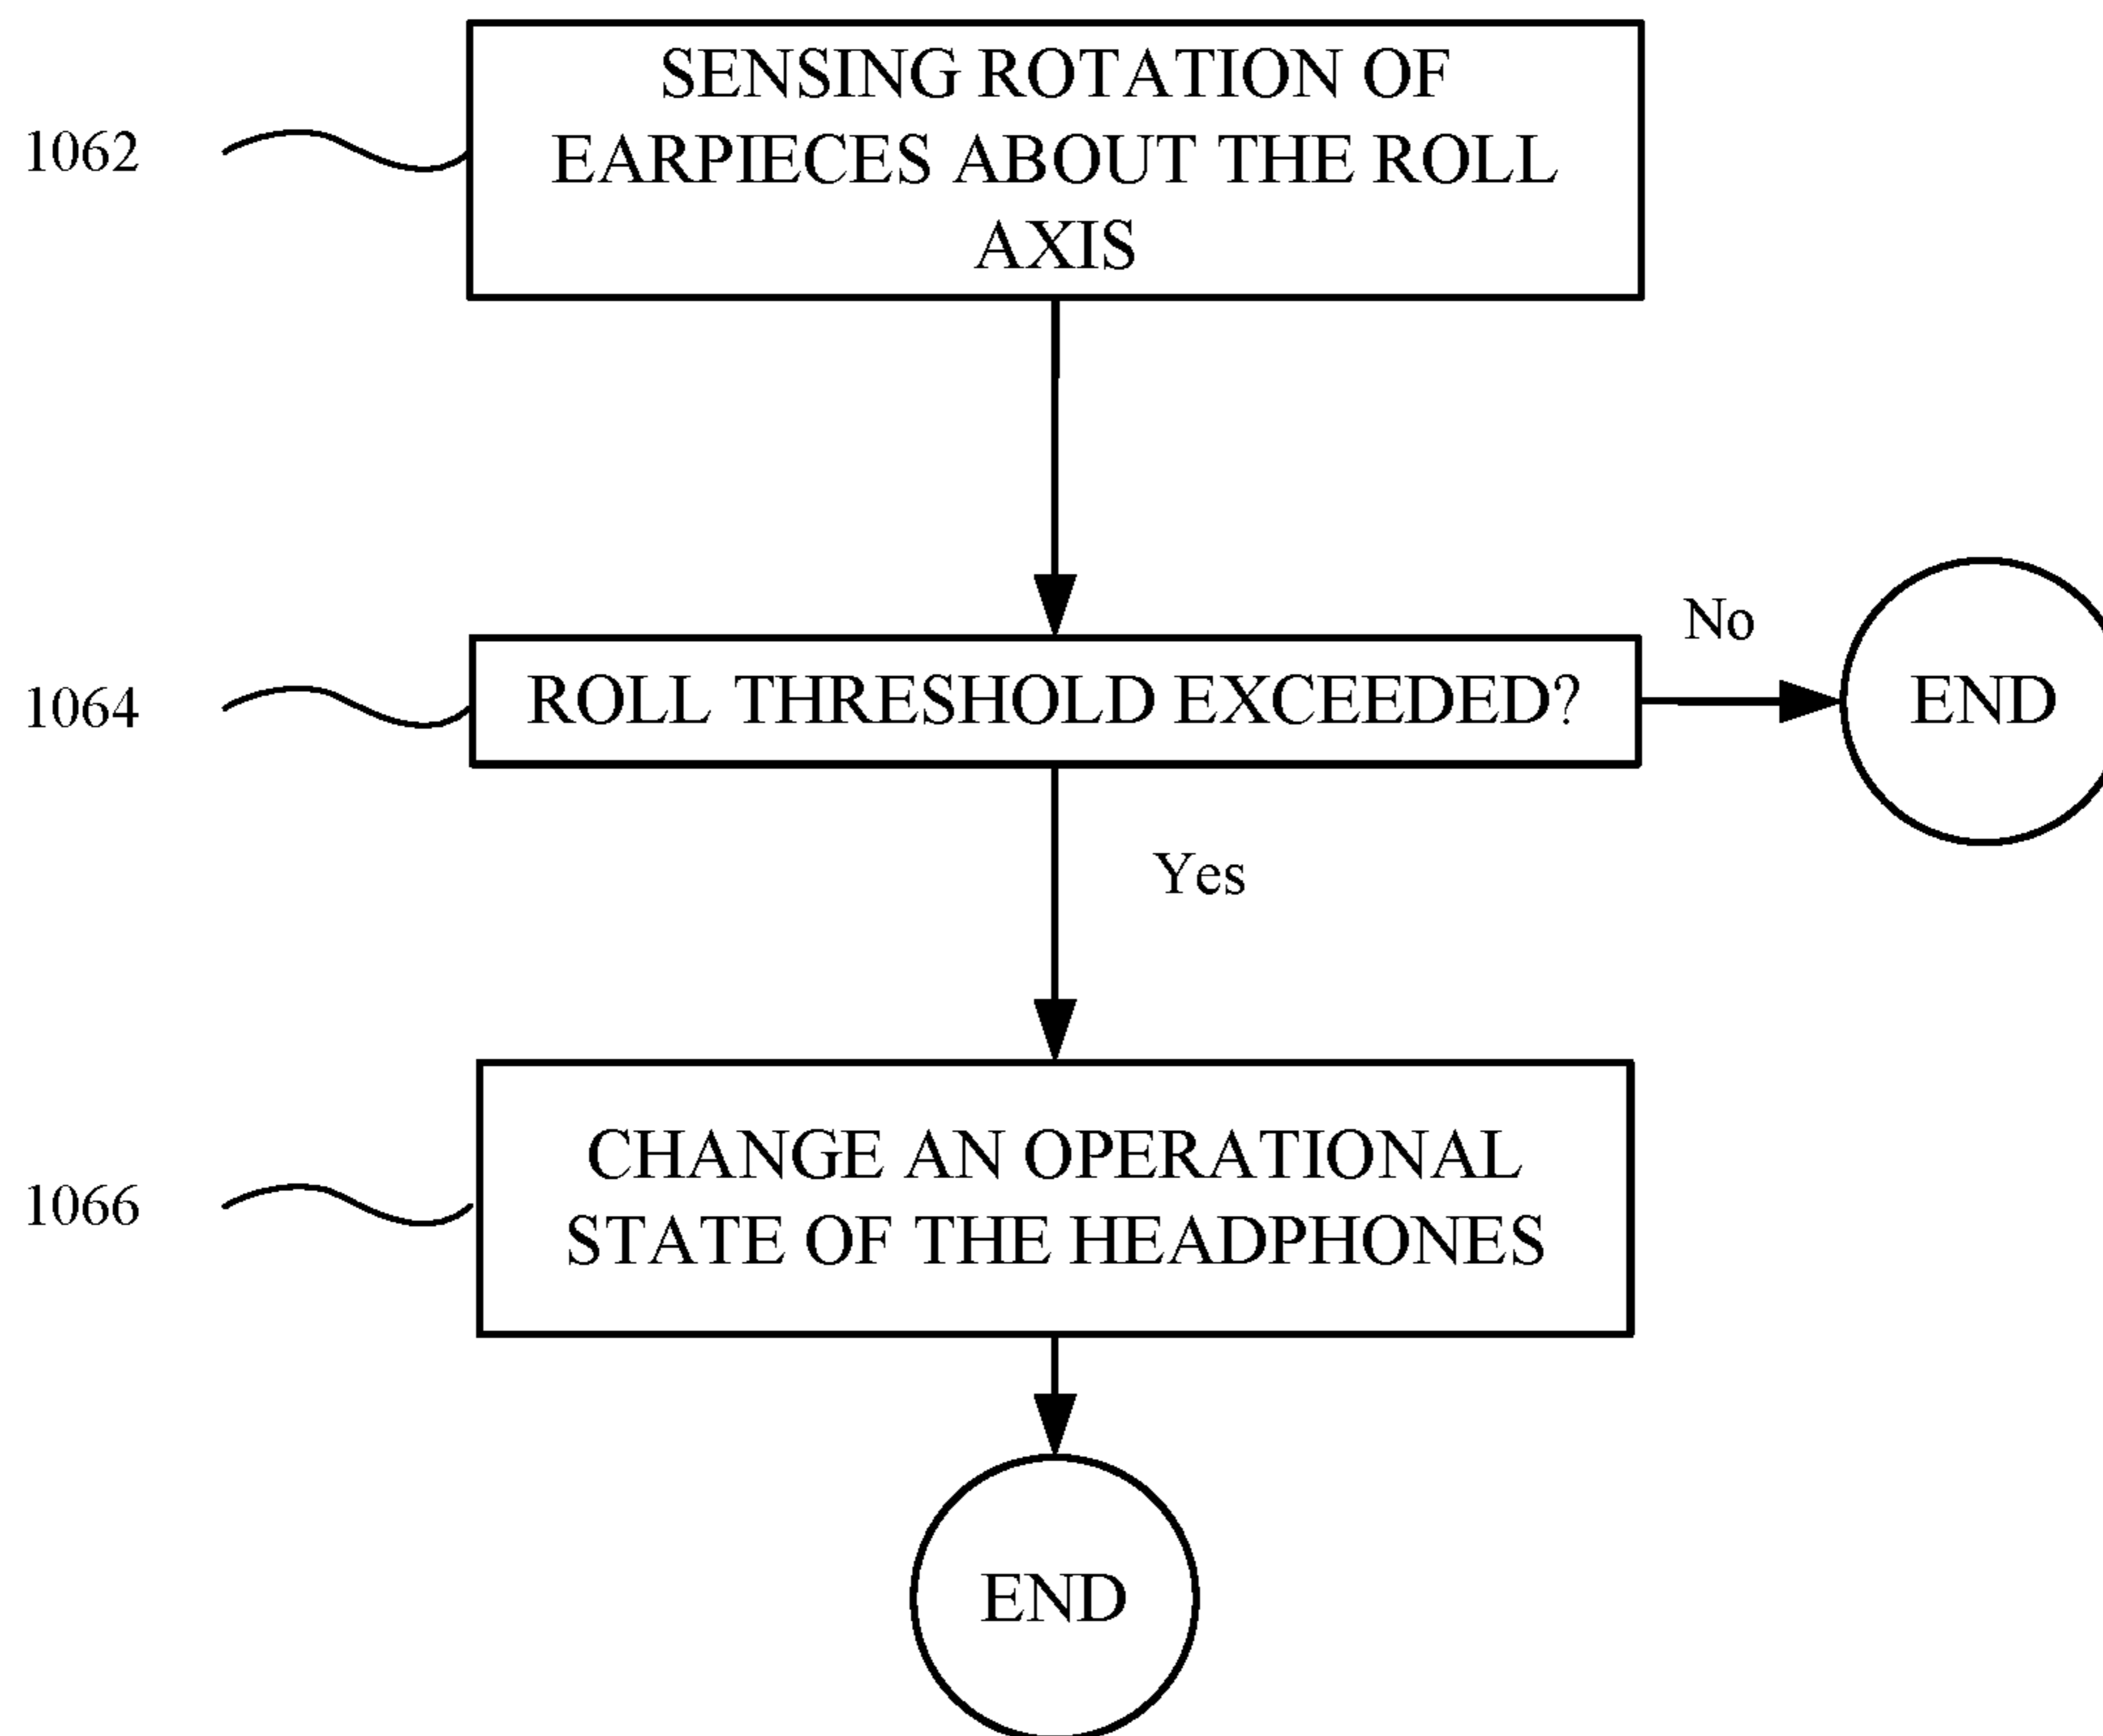 SENSING ROTATION OF
EARPIECES ABOUT THE ROLL
AXIS
1062
No
ROLL THRESHOLD EXCEEDED?
END
1064
Yes
CHANGE AN OPERATIONAL
STATE OF THE HEADPHONES
1066
END